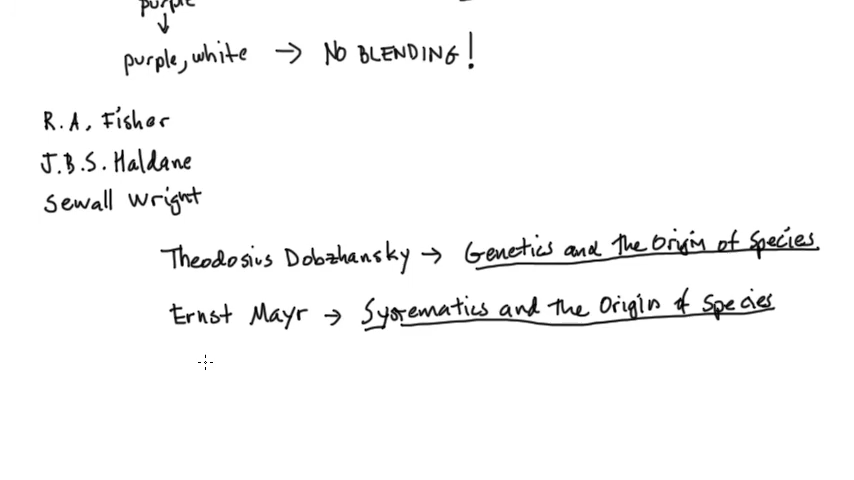 purple
purple, white → NO BLENDING!
R.A. Fisher
J.B.S. Haldane
Sewall Wright
Theodosius Dobzhansky → Genetics and the Origin of Species.
Ernst Mayr → Systematics and the Origin of Species